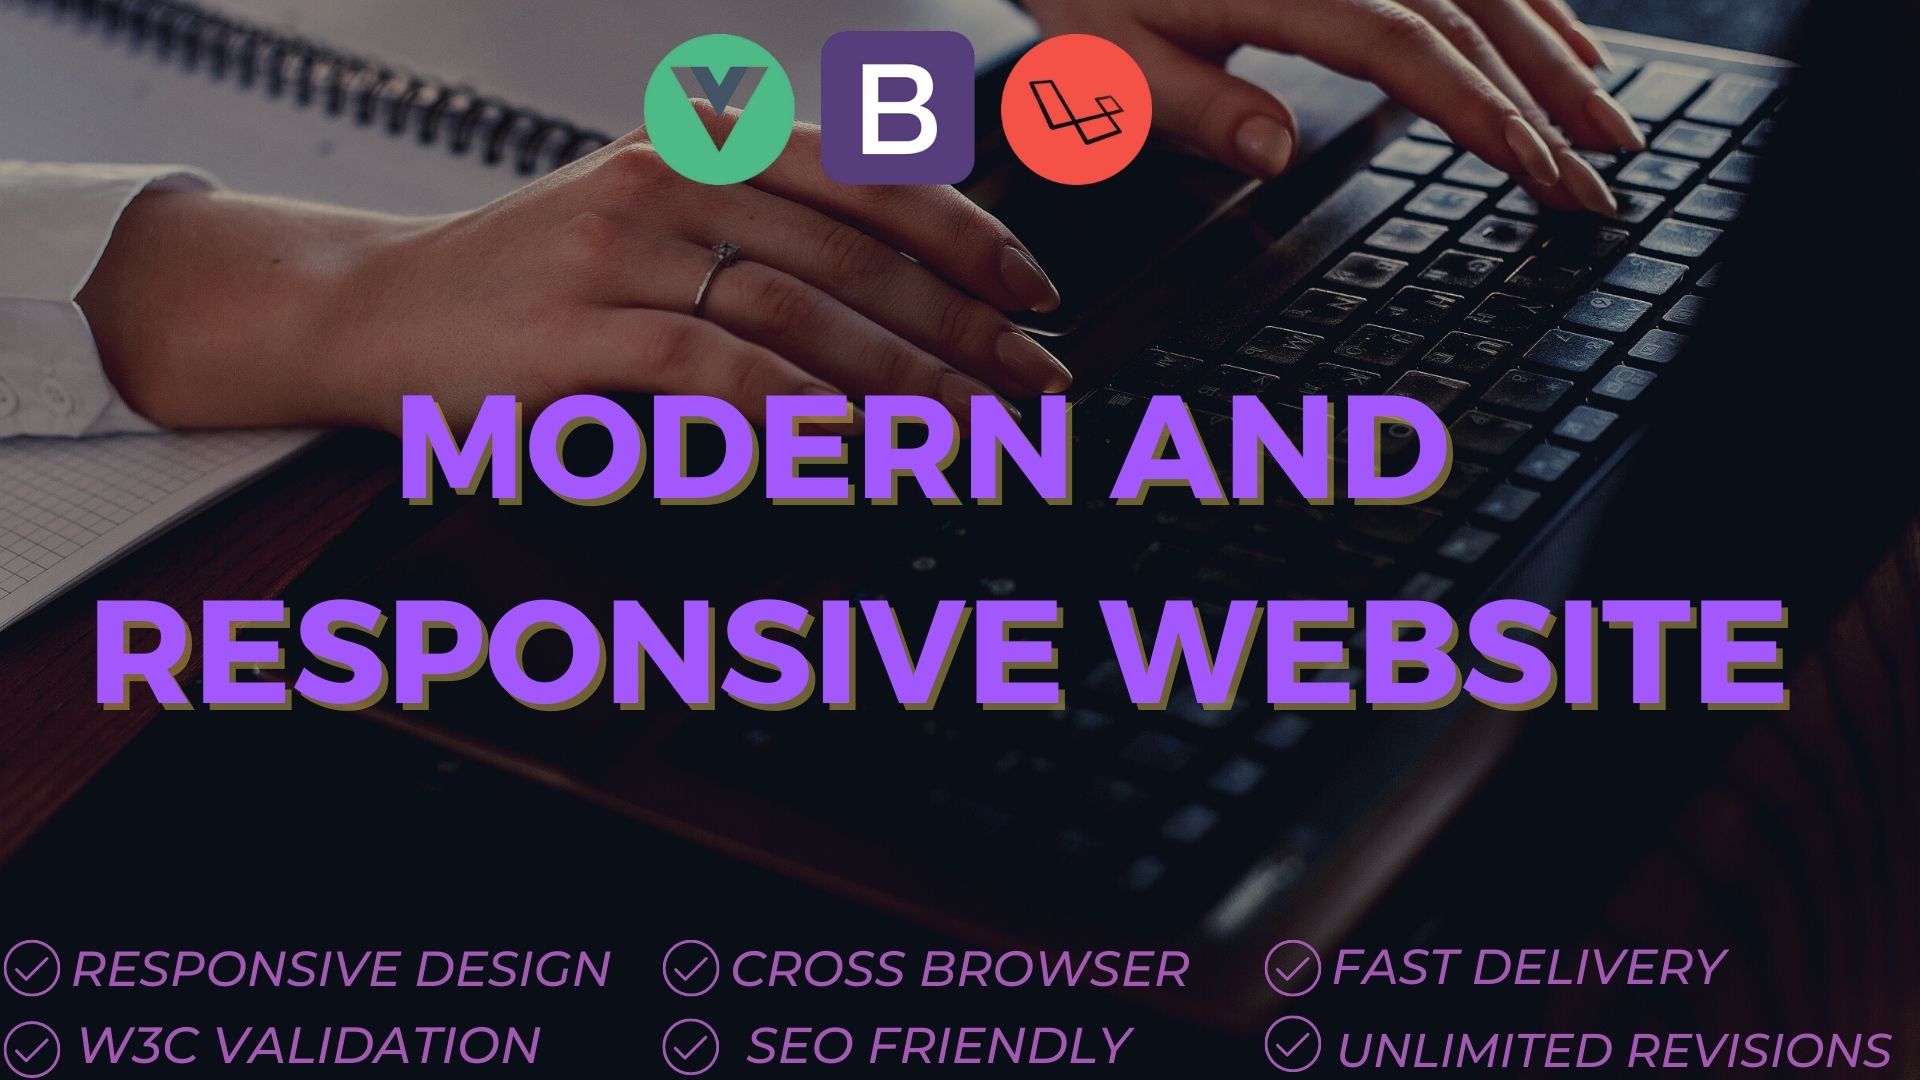 B
MODERN AND
RESPONSIVE WEBSITE
RESPONSIVE DESIGN
CROSS BROWSER
FAST DELIVERY
W3C VALIDATION
SEO FRIENDLY
UNLIMITED REVISIONS